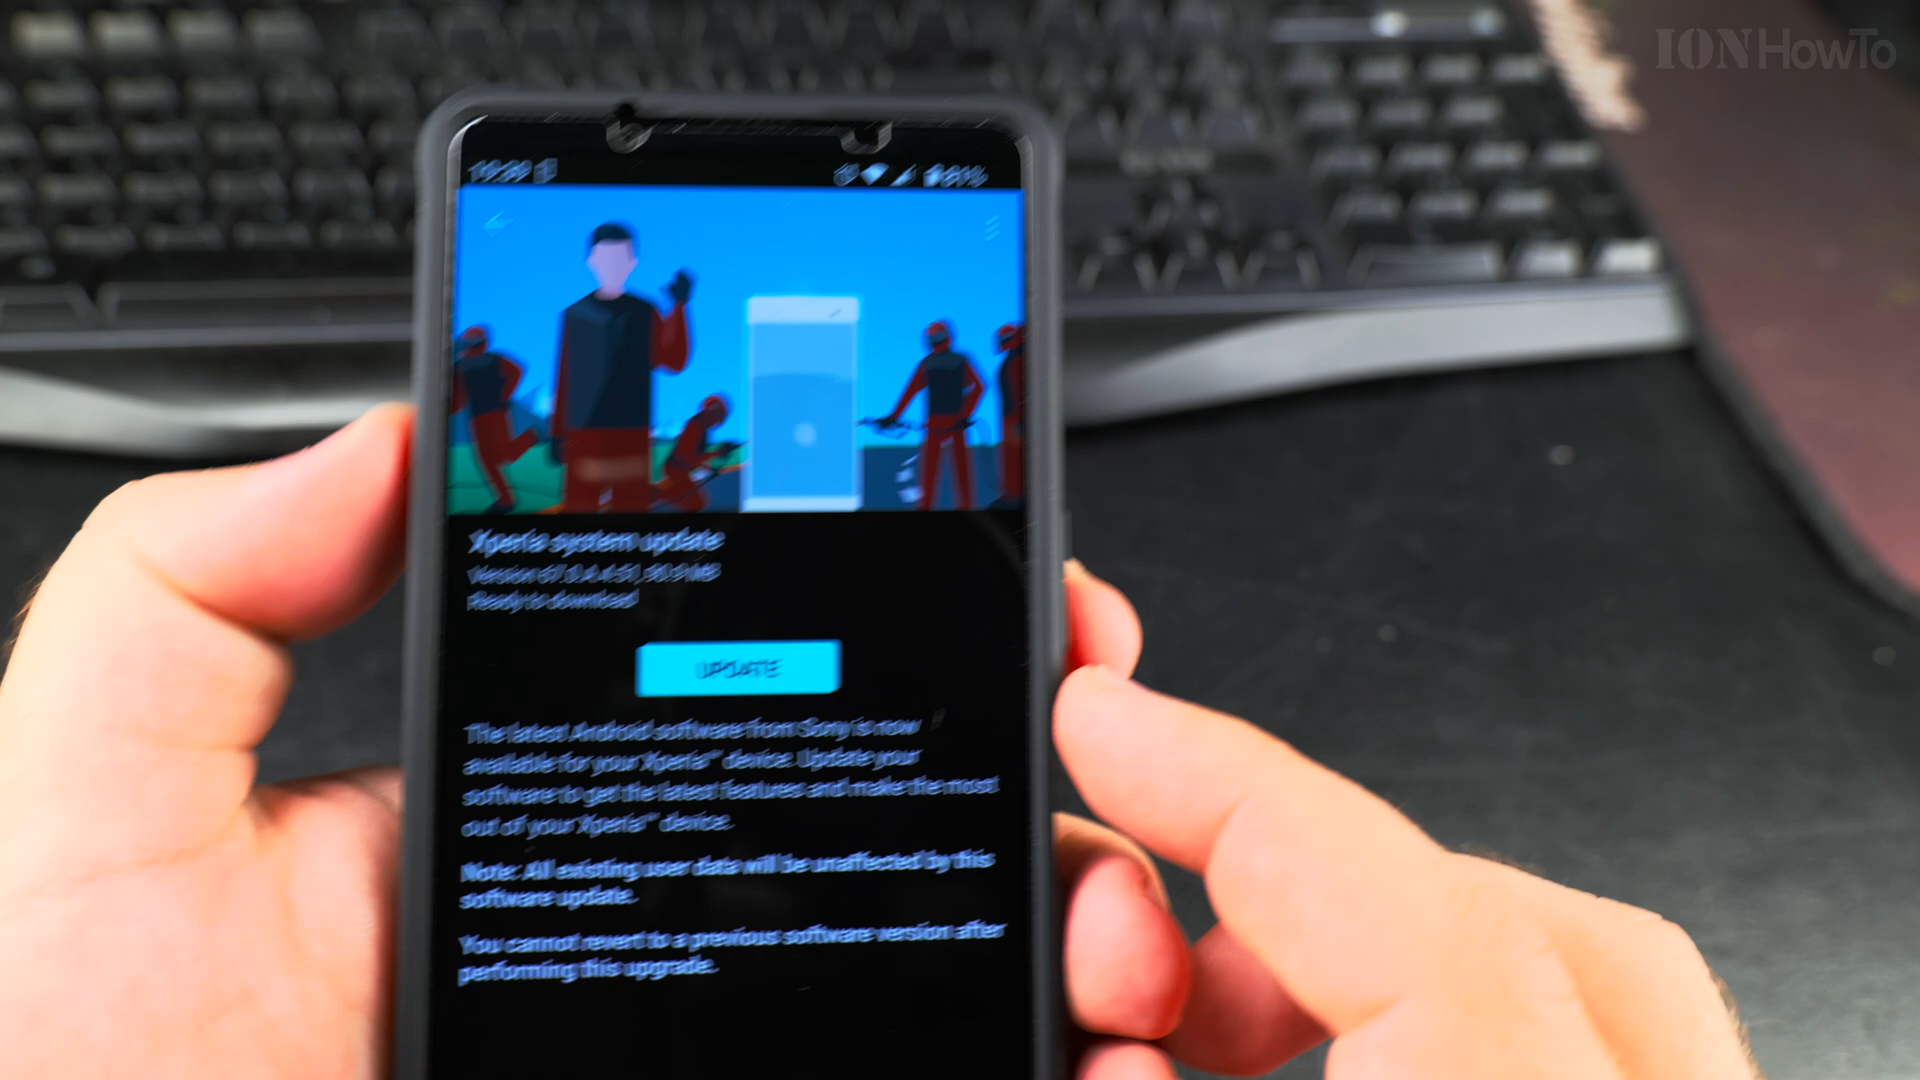 IONHowTo
Xperia system update
Ready to download
UPDATE
The latest Android software from Sony is now
available for your Xperia™ device. Update your
software to get the latest features and make the most
out of your Xperia™ device.
Note: All existing user data will be unaffected by this
software update.
You cannot revert to a previous software version after
performing this upgrade.